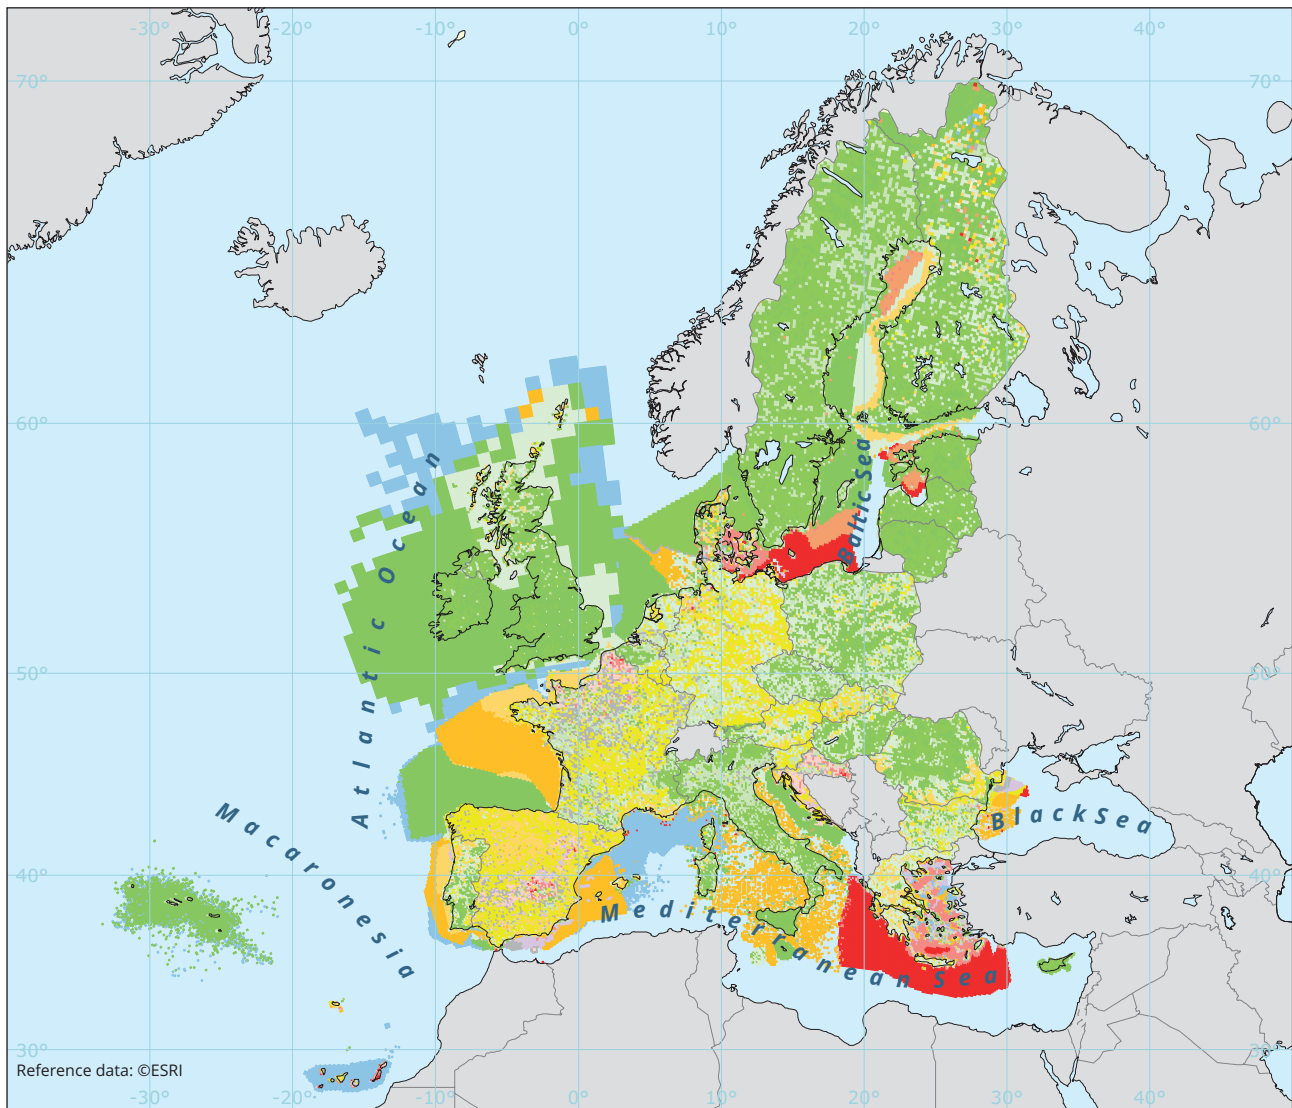 -30° -20° -10° 0° 10° 20° 30° 40°
70° 70°
60° 60°
Atlantic Ocean
Baltic Sea
50° 50°
Macaronesia
Black Sea
40° 40°
Mediterranean Sea
30° 30°
Reference data: ©ESRI
-30° -20° -10° 0° 10° 20° 30° 40°